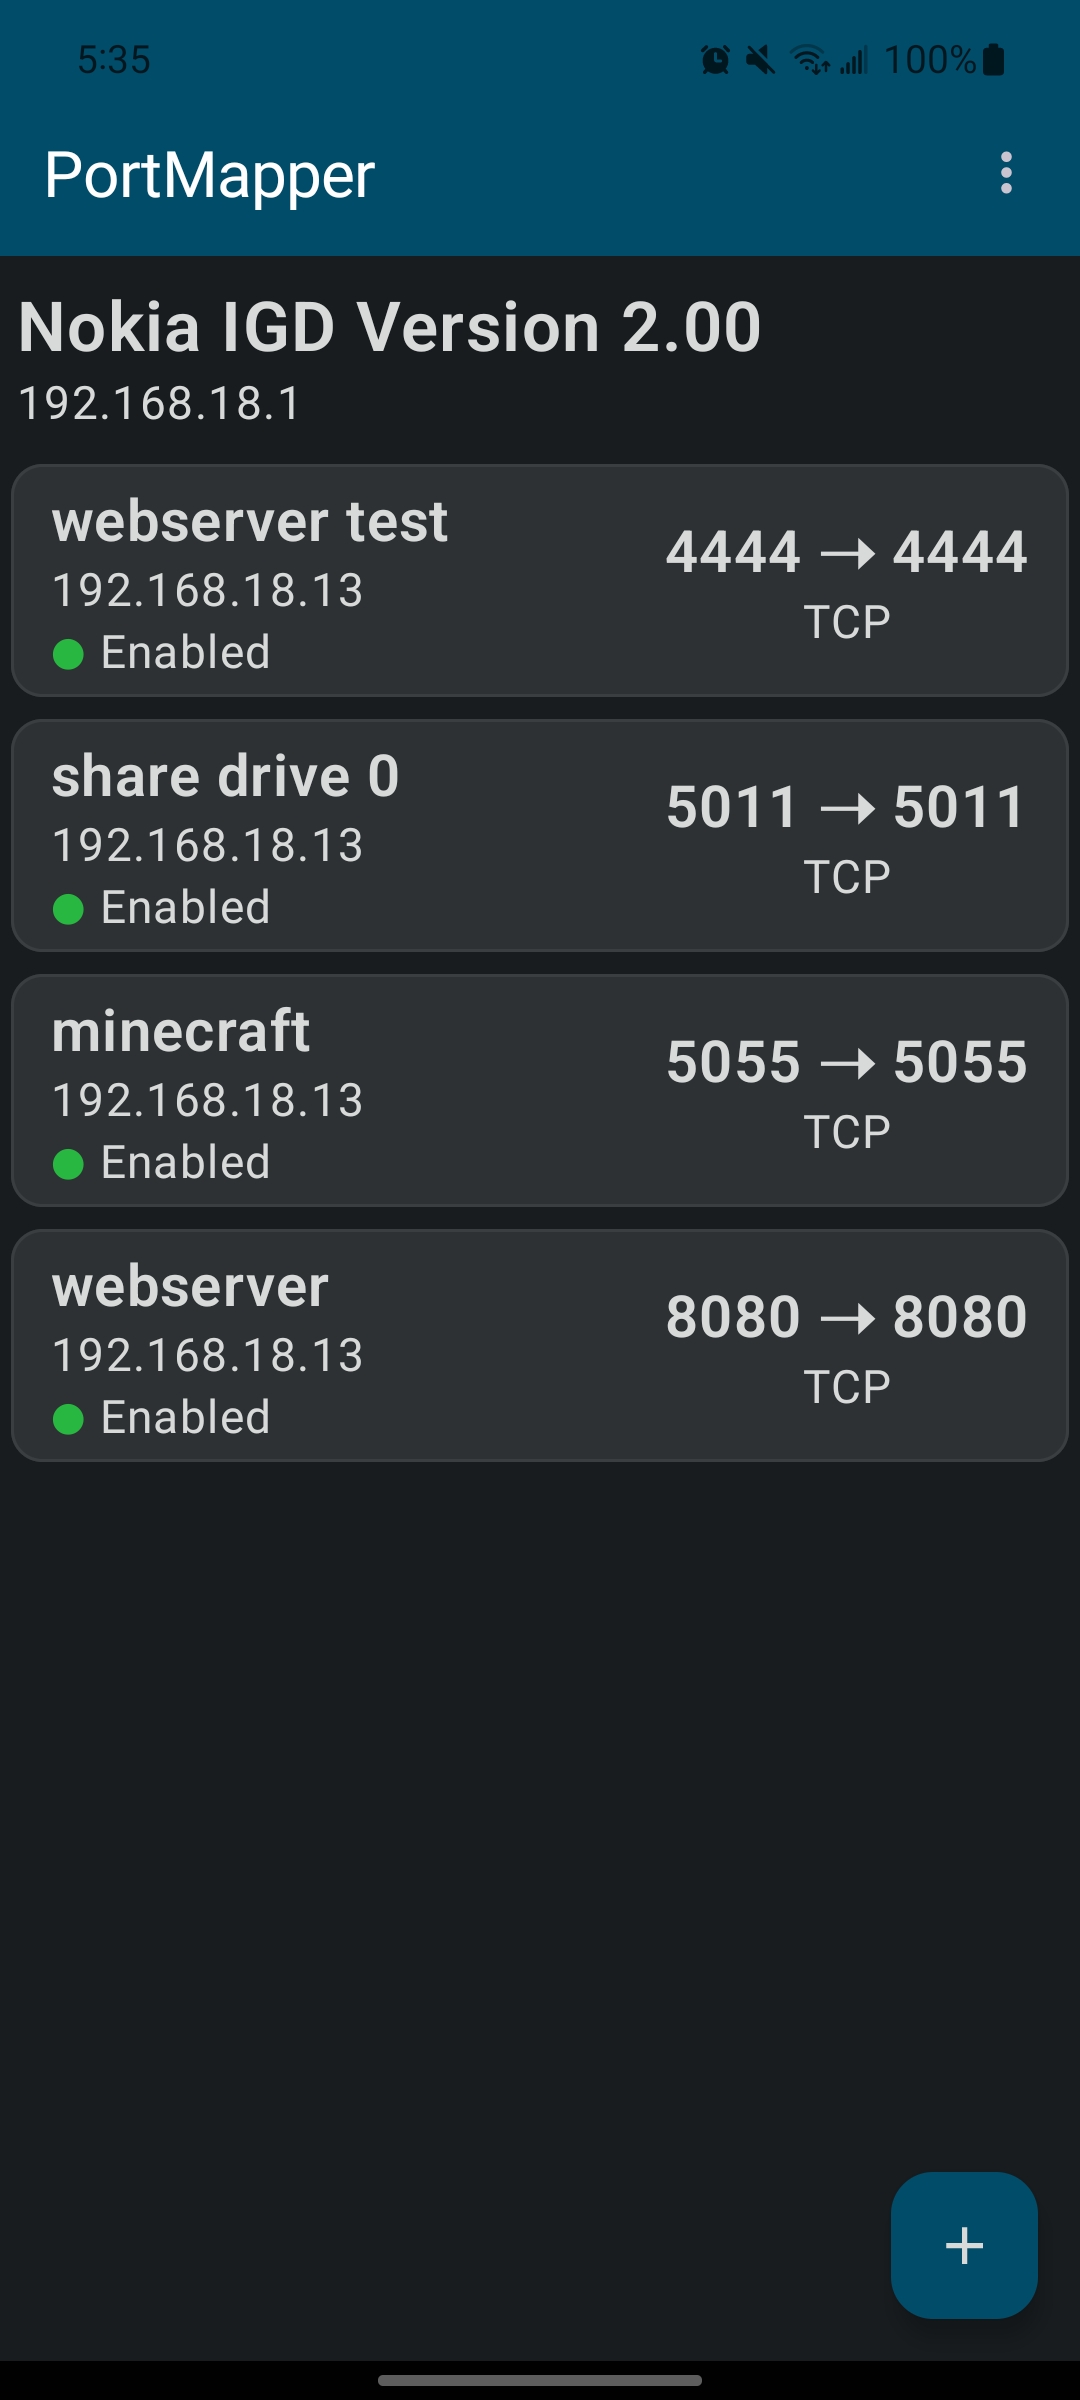 5:35
100%
PortMapper
Nokia IGD Version 2.00
192.168.18.1
webserver test
192.168.18.13
Enabled
4444 → 4444
TCP
share drive 0
192.168.18.13
Enabled
5011 → 5011
TCP
minecraft
192.168.18.13
Enabled
5055 → 5055
TCP
webserver
192.168.18.13
Enabled
8080 → 8080
TCP
+